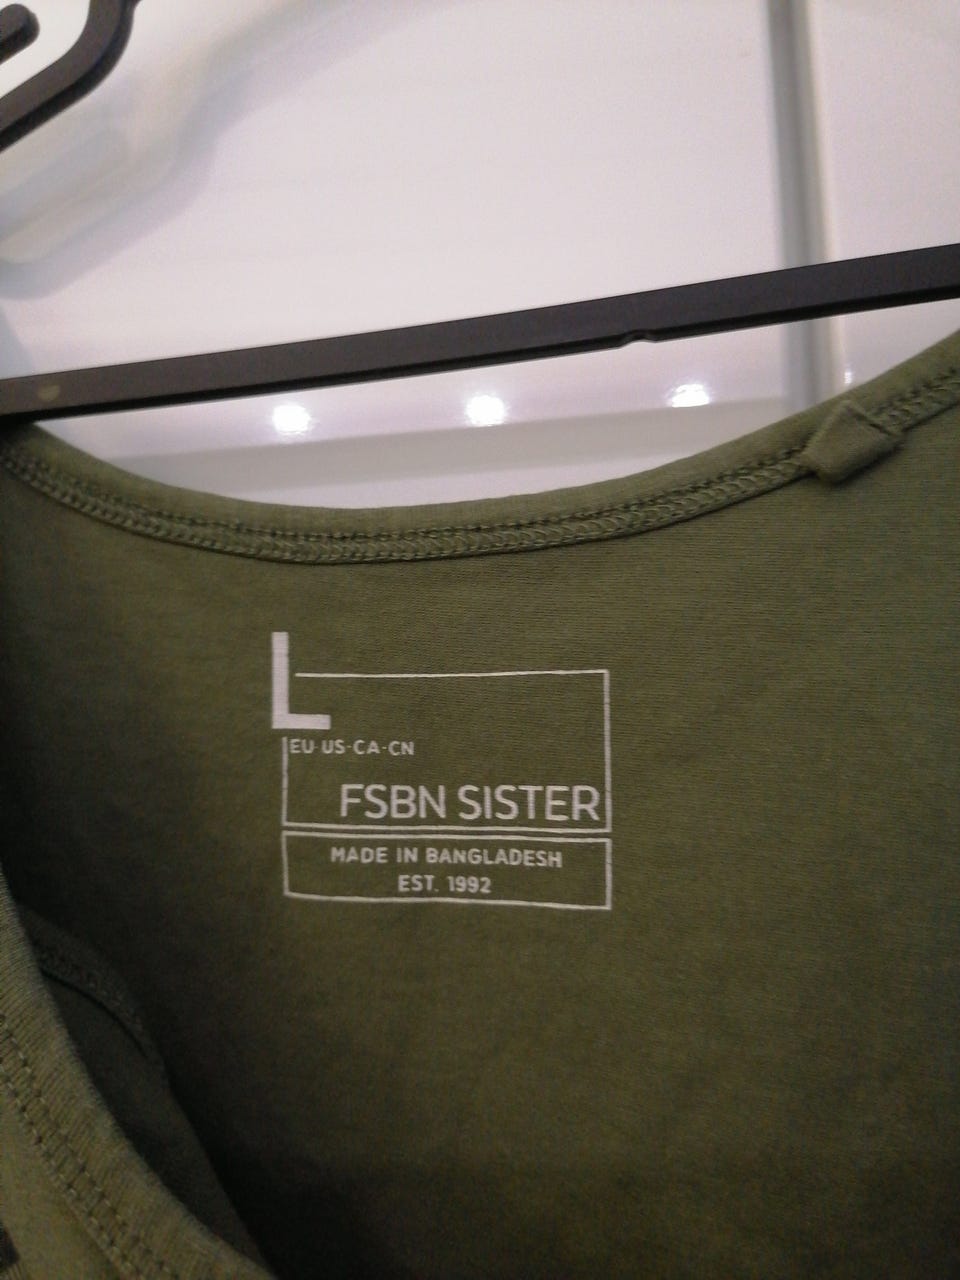 L
EU-US-CA-CN
FSBN SISTER
MADE IN BANGLADESH
EST. 1992